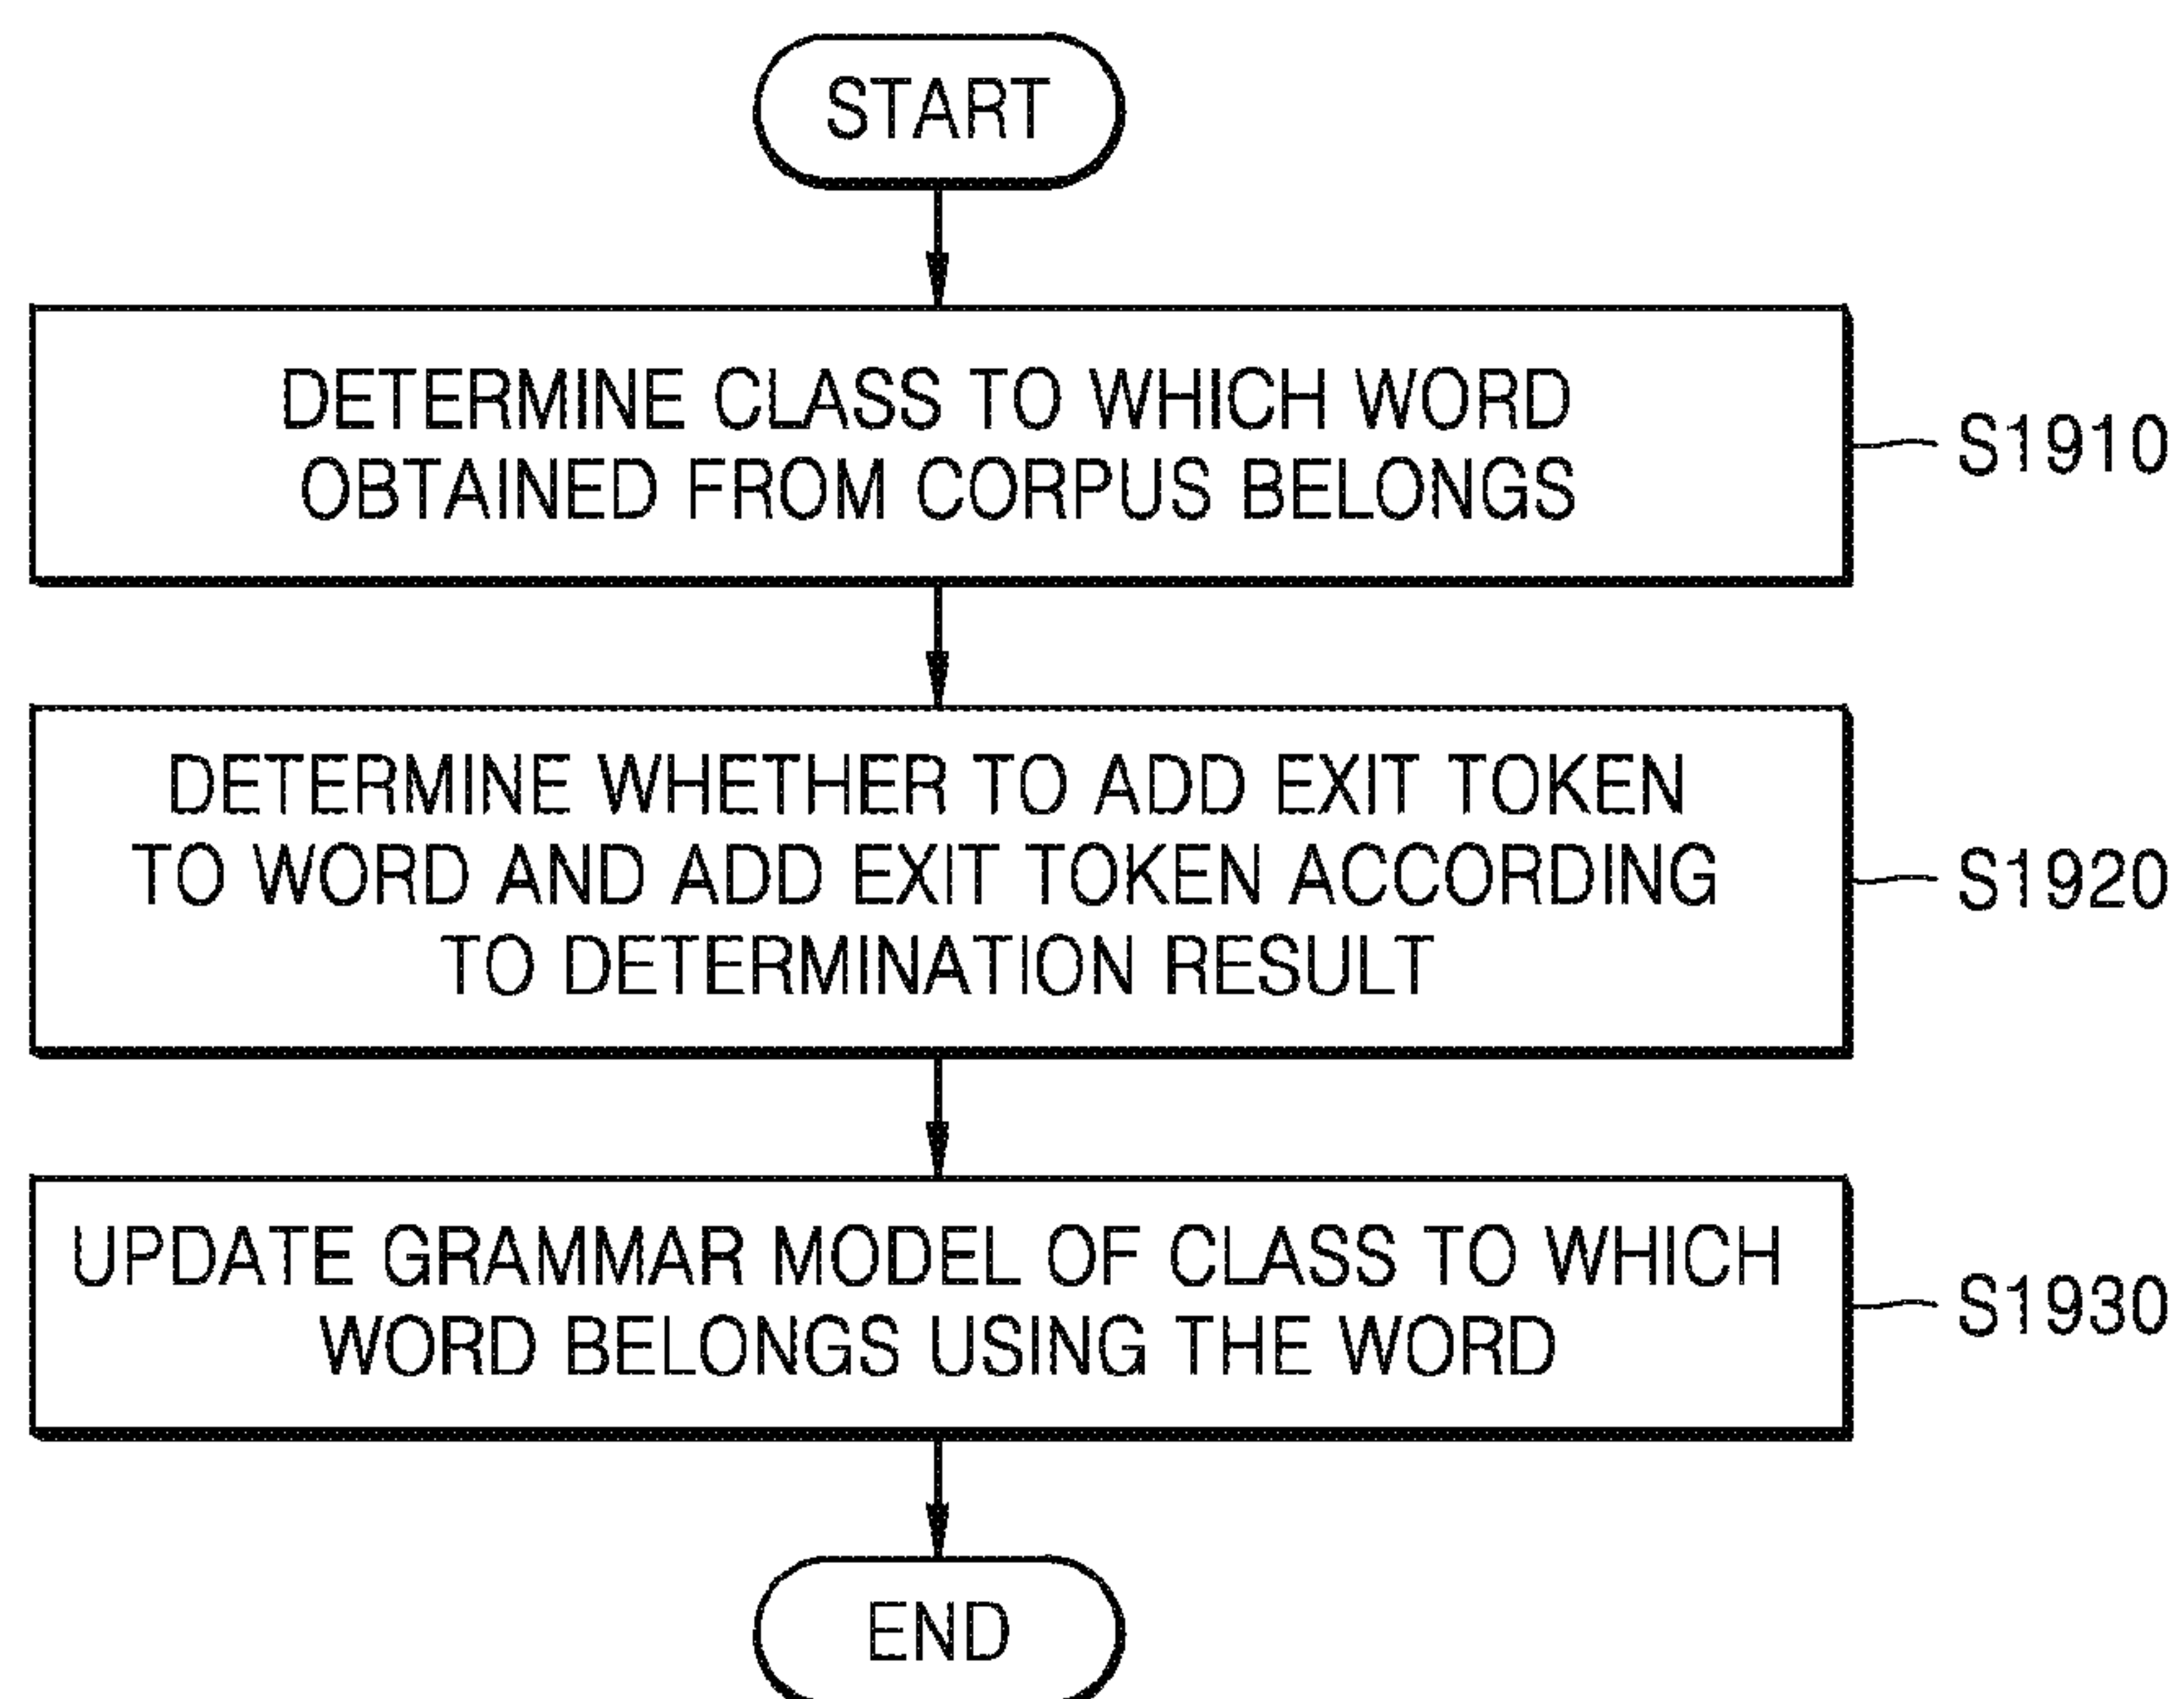 START
DETERMINE CLASS TO WHICH WORD
OBTAINED FROM CORPUS BELONGS
S1910
DETERMINE WHETHER TO ADD EXIT TOKEN
TO WORD AND ADD EXIT TOKEN ACCORDING
TO DETERMINATION RESULT
S1920
UPDATE GRAMMAR MODEL OF CLASS TO WHICH
WORD BELONGS USING THE WORD
S1930
END